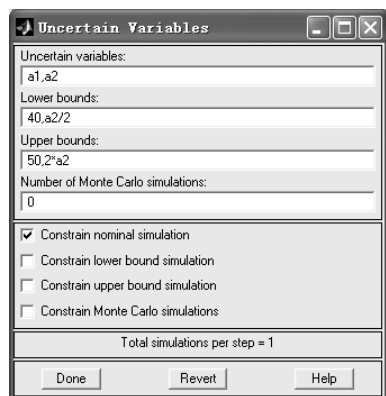 Uncertain Variables
Uncertain variables:
a1,a2
Lower bounds:
40,a2/2
Upper bounds:
50,2*a2
Number of Monte Carlo simulations:
0
Constrain nominal simulation
Constrain lower bound simulation
Constrain upper bound simulation
Constrain Monte Carlo simulations
Total simulations per step = 1
Done Revert Help